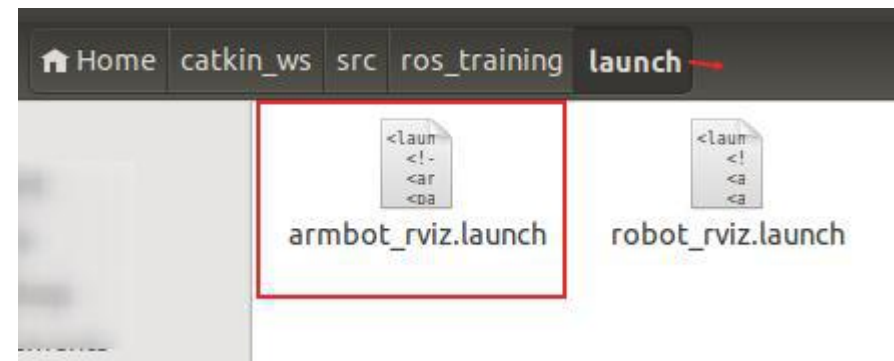 Home catkin_ws src ros_training launch
<laun
<!-
<ar
<pa
<laun
<!
<a
<a
armbot_rviz.launch robot_rviz.launch